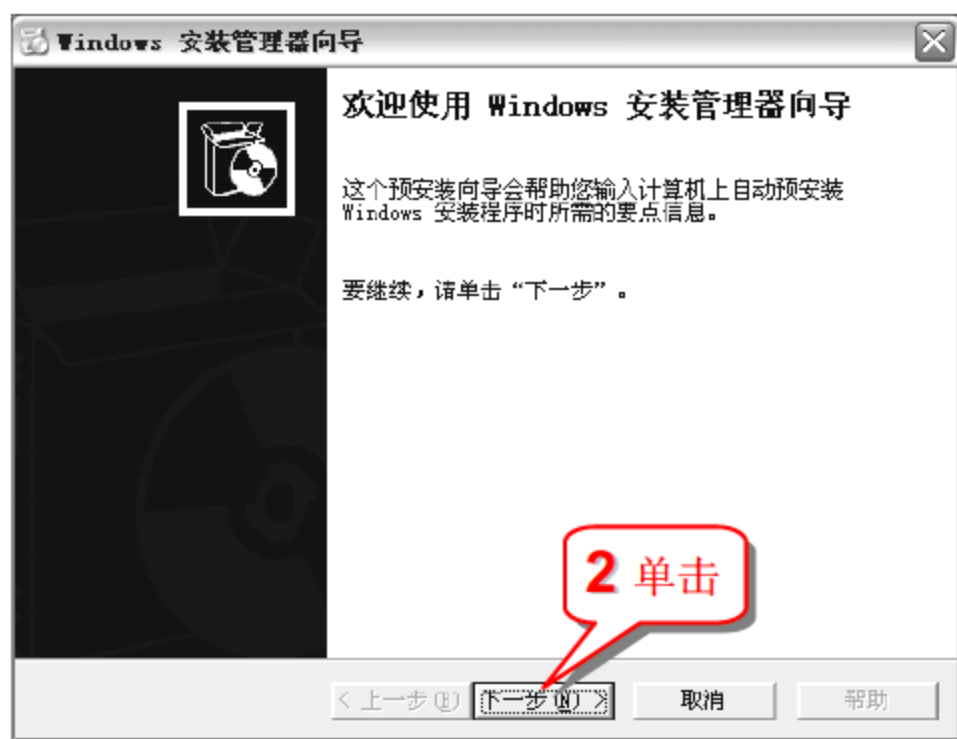 Windows 安装管理器向导
欢迎使用 Windows 安装管理器向导
这个预安装向导会帮助您输入计算机上自动预安装
Windows 安装程序时所需的要点信息。
要继续，请单击“下一步”。
2 单击
< 上一步(B) 下一步(N) > 取消 帮助